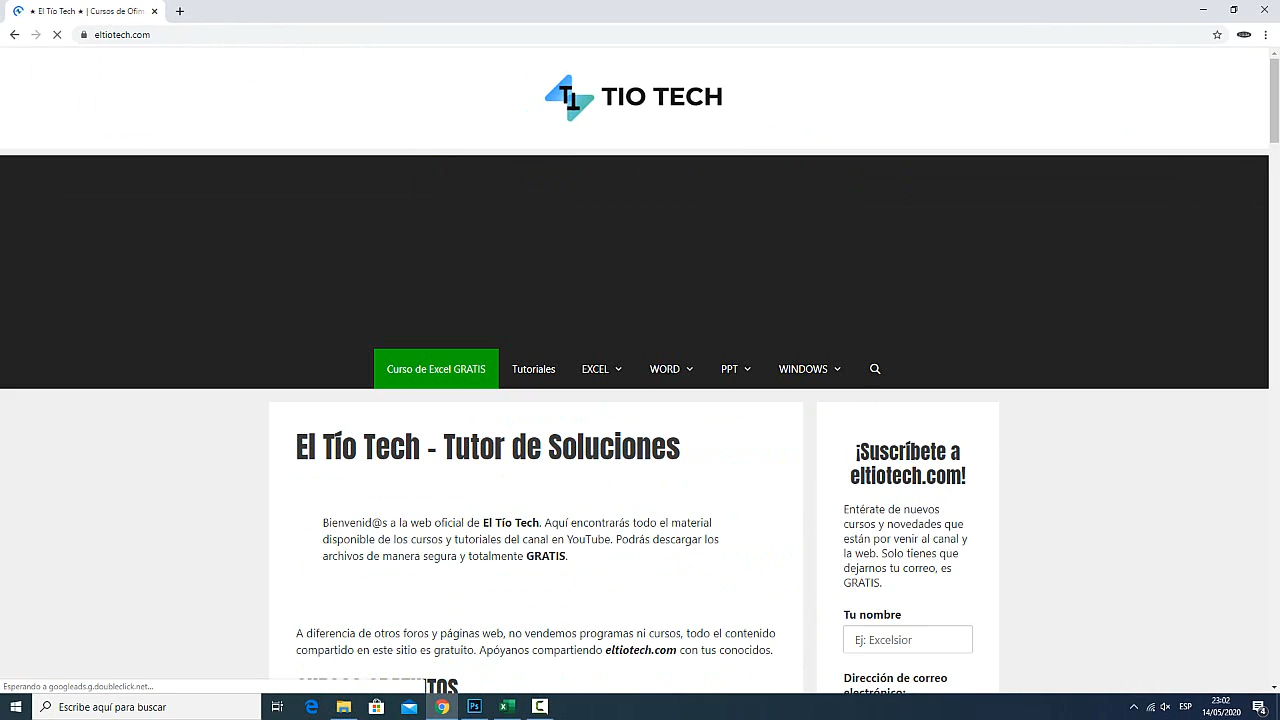 ★ El Tío Tech ★ | Cursos de Ofim
eltiotech.com
TIO TECH
Curso de Excel GRATIS
Tutoriales
EXCEL
WORD
PPT
WINDOWS
El Tío Tech - Tutor de Soluciones
Bienvenid@s a la web oficial de El Tío Tech. Aquí encontrarás todo el material
disponible de los cursos y tutoriales del canal en YouTube. Podrás descargar los
archivos de manera segura y totalmente GRATIS.
A diferencia de otros foros y páginas web, no vendemos programas ni cursos, todo el contenido
compartido en este sitio es gratuito. Apóyanos compartiendo eltiotech.com con tus conocidos.
¡Suscríbete a
eltiotech.com!
Entérate de nuevos
cursos y novedades que
están por venir al canal y
la web. Solo tienes que
dejarnos tu correo, es
GRATIS.
Tu nombre
Ej: Excelsior
Dirección de correo
electrónico:
Esperando a googleads.g.doubleclick.net...
Escribe aquí para buscar
ESP
23:02
14/05/2020